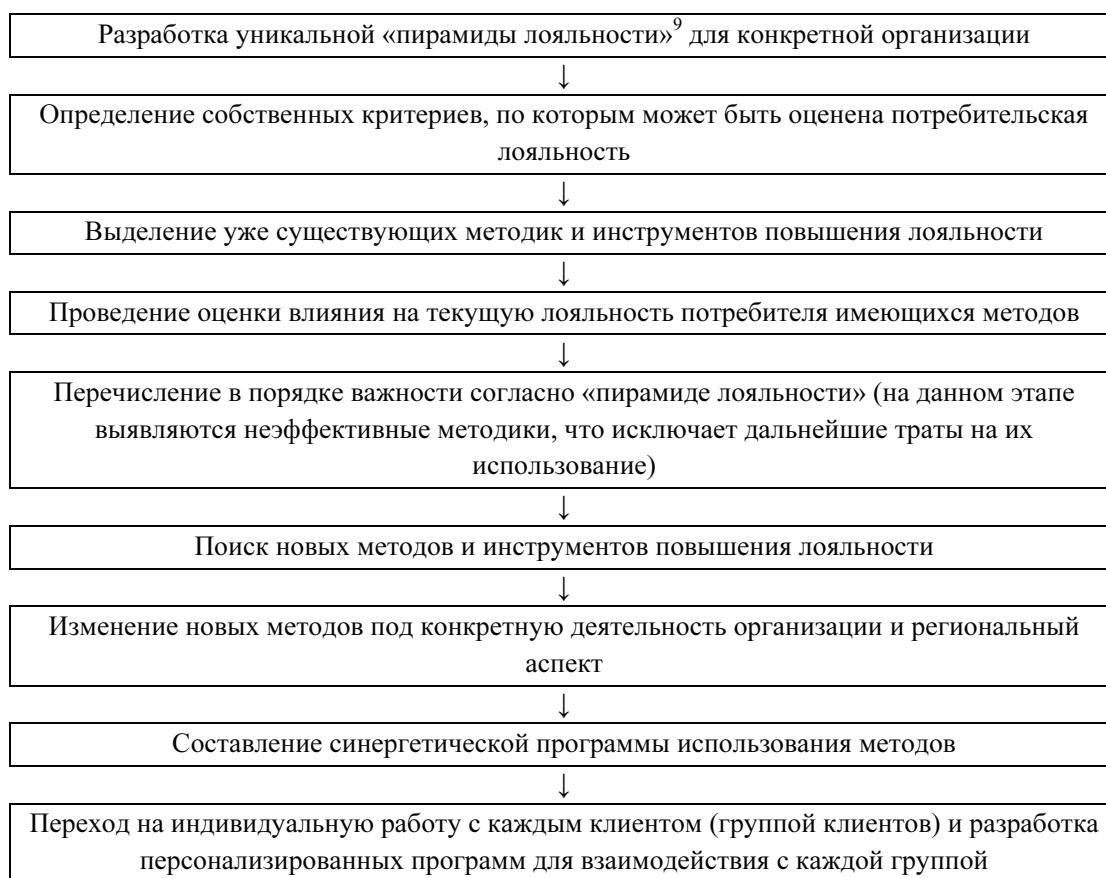 Разработка уникальной «пирамиды лояльности»⁹ для конкретной организации
↓
Определение собственных критериев, по которым может быть оценена потребительская
лояльность
↓
Выделение уже существующих методик и инструментов повышения лояльности
↓
Проведение оценки влияния на текущую лояльность потребителя имеющихся методов
↓
Перечисление в порядке важности согласно «пирамиде лояльности» (на данном этапе
выявляются неэффективные методики, что исключает дальнейшие траты на их
использование)
↓
Поиск новых методов и инструментов повышения лояльности
↓
Изменение новых методов под конкретную деятельность организации и региональный
аспект
↓
Составление синергетической программы использования методов
↓
Переход на индивидуальную работу с каждым клиентом (группой клиентов) и разработка
персонализированных программ для взаимодействия с каждой группой